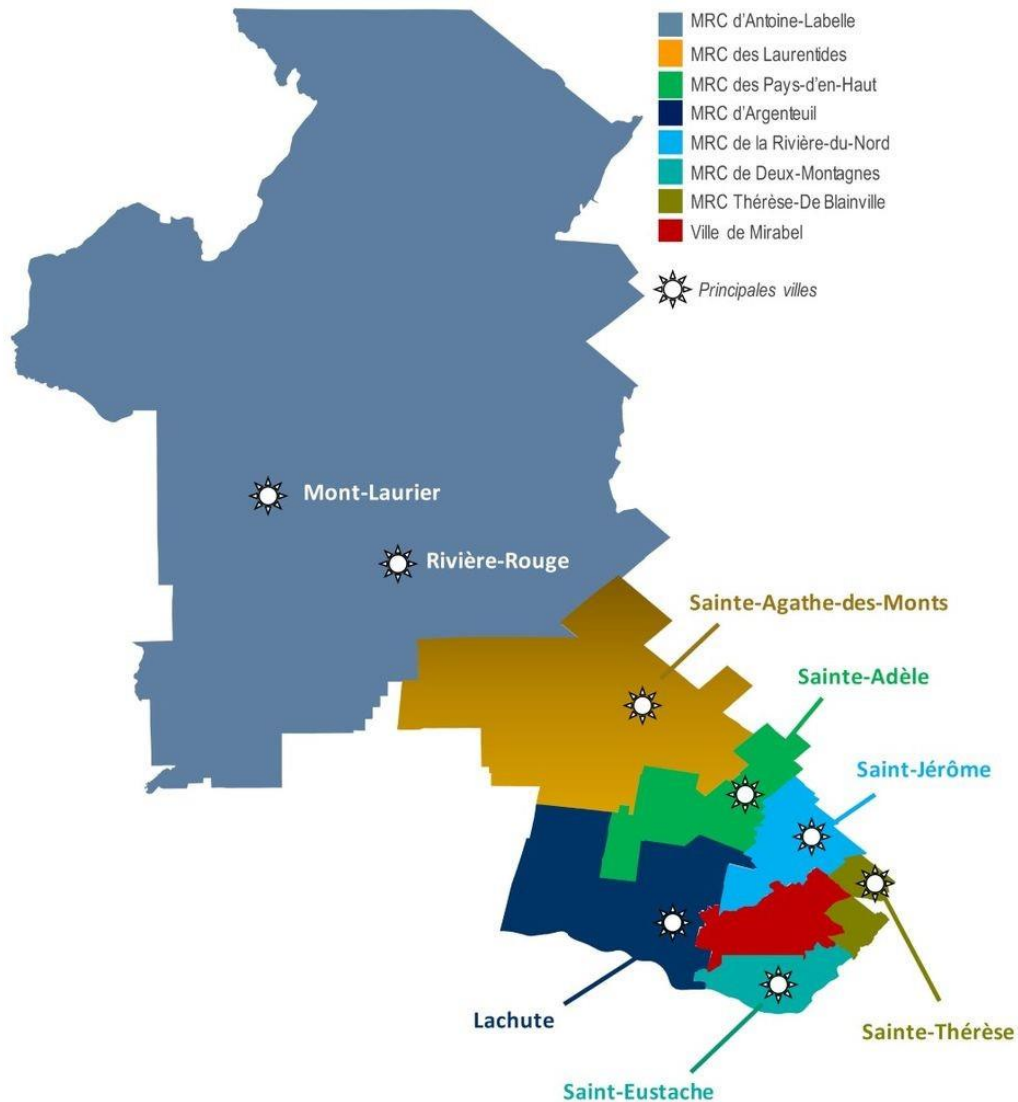 MRC d'Antoine-Labelle
MRC des Laurentides
MRC des Pays-d'en-Haut
MRC d'Argenteuil
MRC de la Rivière-du-Nord
MRC de Deux-Montagnes
MRC Thérèse-De Blainville
Ville de Mirabel
Principales villes
Mont-Laurier
Rivière-Rouge
Sainte-Agathe-des-Monts
Sainte-Adèle
Saint-Jérôme
Lachute
Sainte-Thérèse
Saint-Eustache